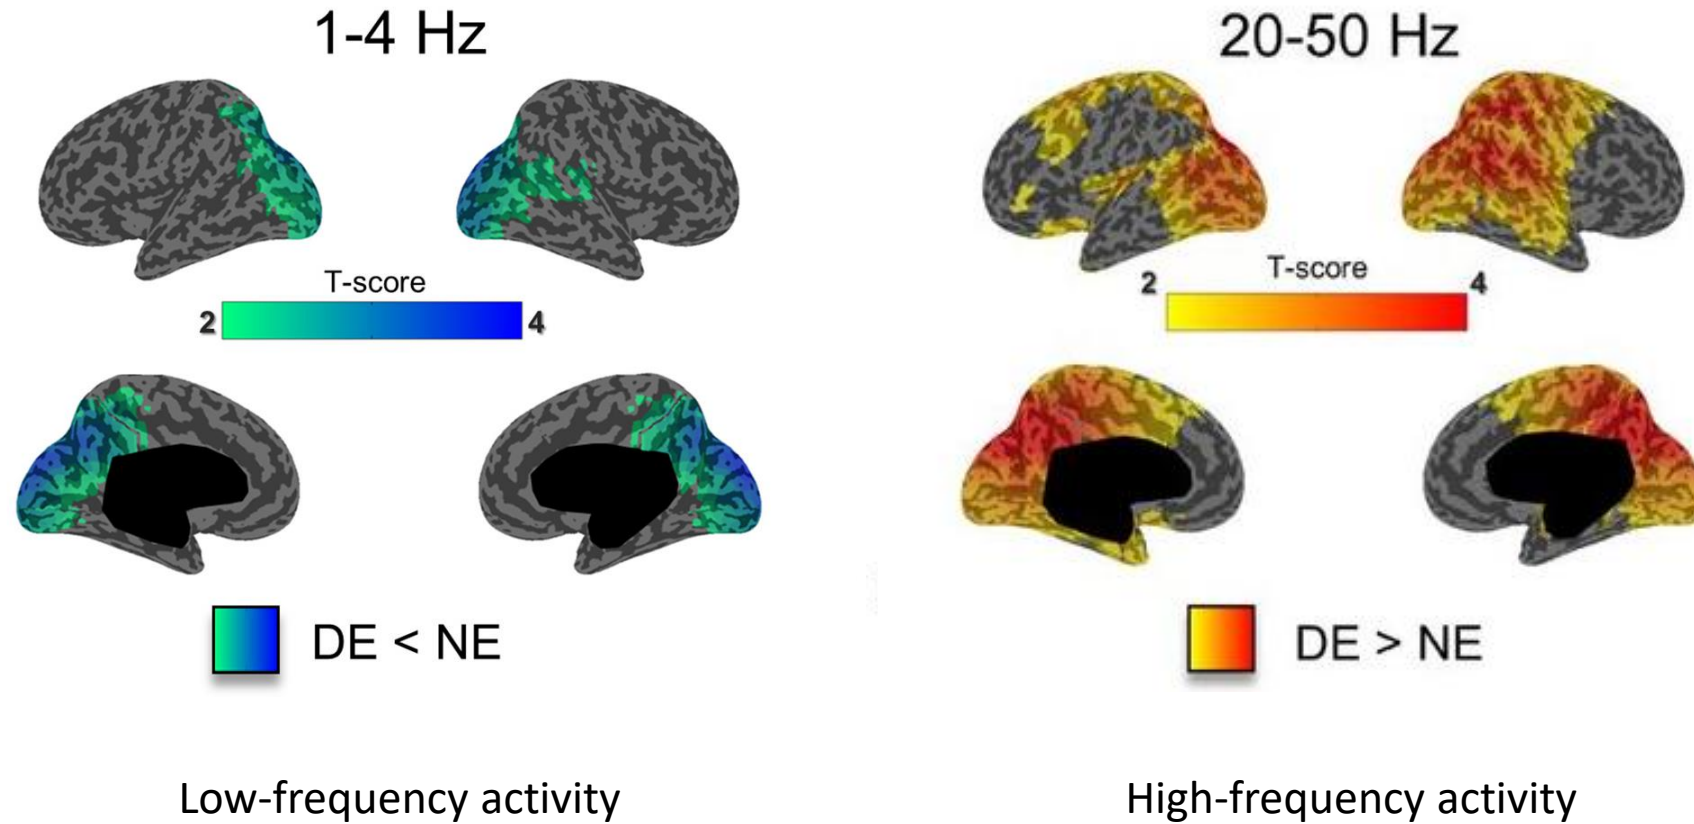 1-4 Hz
T-score
2 4
DE < NE
Low-frequency activity
20-50 Hz
T-score
2 4
DE > NE
High-frequency activity